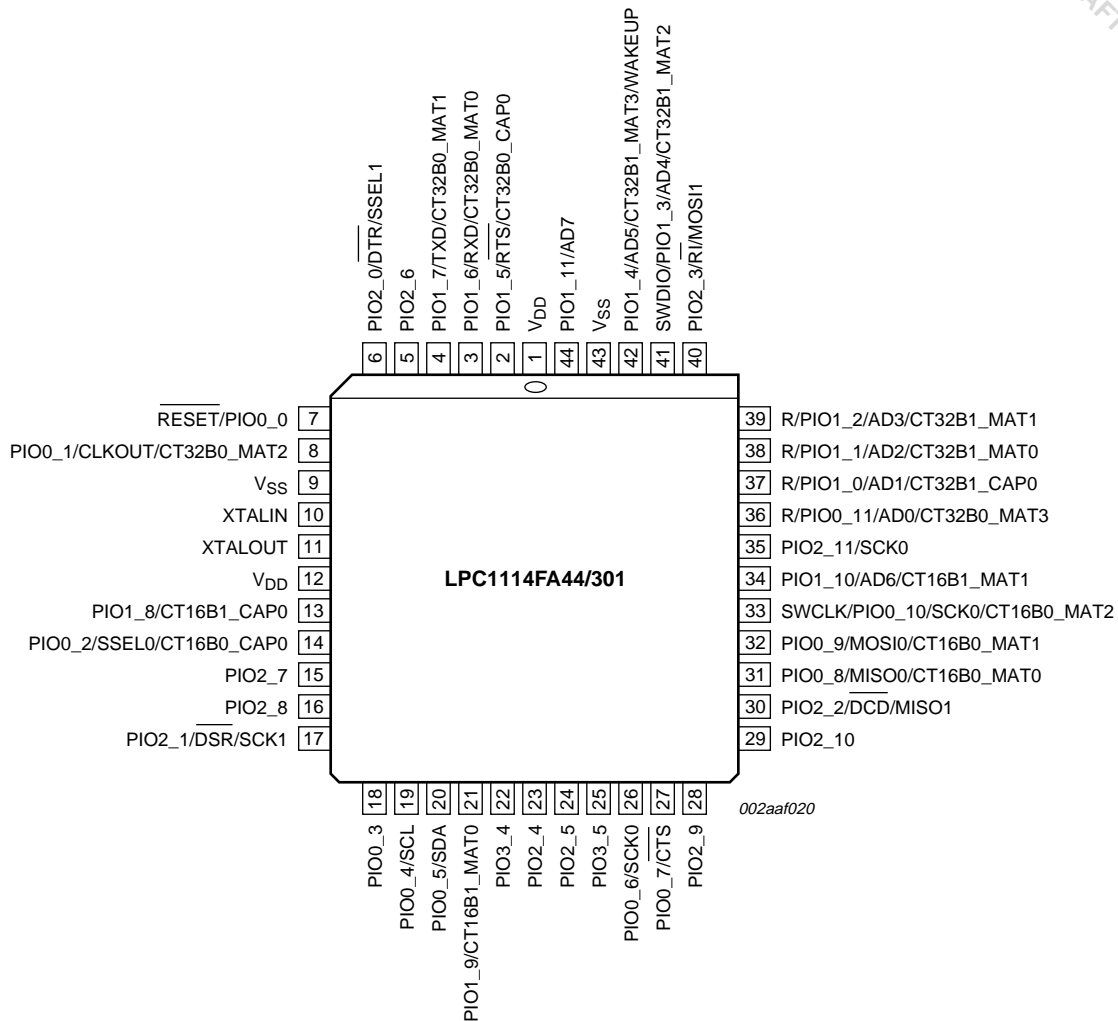 AFT
6 PIO2_0/DTR/SSEL1
5 PIO2_6
4 PIO1_7/TXD/CT32B0_MAT1
3 PIO1_6/RXD/CT32B0_MAT0
2 PIO1_5/RTS/CT32B0_CAP0
1 VDD
44 PIO1_11/AD7
43 VSS
42 PIO1_4/AD5/CT32B1_MAT3/WAKEUP
41 SWDIO/PIO1_3/AD4/CT32B1_MAT2
40 PIO2_3/RI/MOSI1
RESET/PIO0_0 7
PIO0_1/CLKOUT/CT32B0_MAT2 8
VSS 9
XTALIN 10
XTALOUT 11
VDD 12
PIO1_8/CT16B1_CAP0 13
PIO0_2/SSEL0/CT16B0_CAP0 14
PIO2_7 15
PIO2_8 16
PIO2_1/DSR/SCK1 17
LPC1114FA44/301
39 R/PIO1_2/AD3/CT32B1_MAT1
38 R/PIO1_1/AD2/CT32B1_MAT0
37 R/PIO1_0/AD1/CT32B1_CAP0
36 R/PIO0_11/AD0/CT32B0_MAT3
35 PIO2_11/SCK0
34 PIO1_10/AD6/CT16B1_MAT1
33 SWCLK/PIO0_10/SCK0/CT16B0_MAT2
32 PIO0_9/MOSI0/CT16B0_MAT1
31 PIO0_8/MISO0/CT16B0_MAT0
30 PIO2_2/DCD/MISO1
29 PIO2_10
18 PIO0_3
19 PIO0_4/SCL
20 PIO0_5/SDA
21 PIO1_9/CT16B1_MAT0
22 PIO3_4
23 PIO2_4
24 PIO2_5
25 PIO3_5
26 PIO0_6/SCK0
27 PIO0_7/CTS
28 PIO2_9
002aaf020